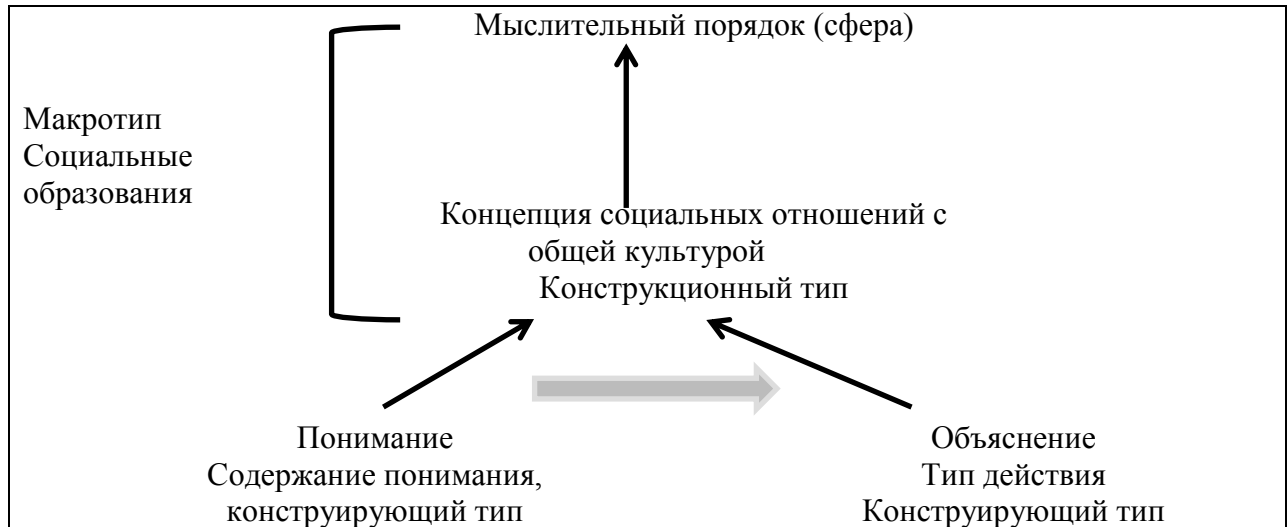 Мыслительный порядок (сфера)
Макротип
Социальные
образования
Концепция социальных отношений с
общей культурой
Конструкционный тип
Понимание
Содержание понимания,
конструирующий тип
Объяснение
Тип действия
Конструирующий тип